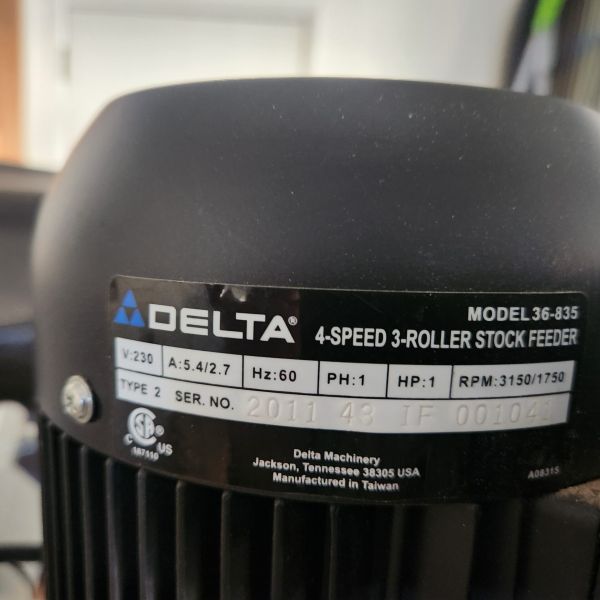 DELTA®
MODEL 36-835
4-SPEED 3-ROLLER STOCK FEEDER
V:230 A:5.4/2.7 Hz:60 PH:1 HP:1 RPM:3150/1750
TYPE 2 SER. NO. 2011 43 IF 001041
C US
187110
Delta Machinery
Jackson, Tennessee 38305 USA
Manufactured in Taiwan
A08315